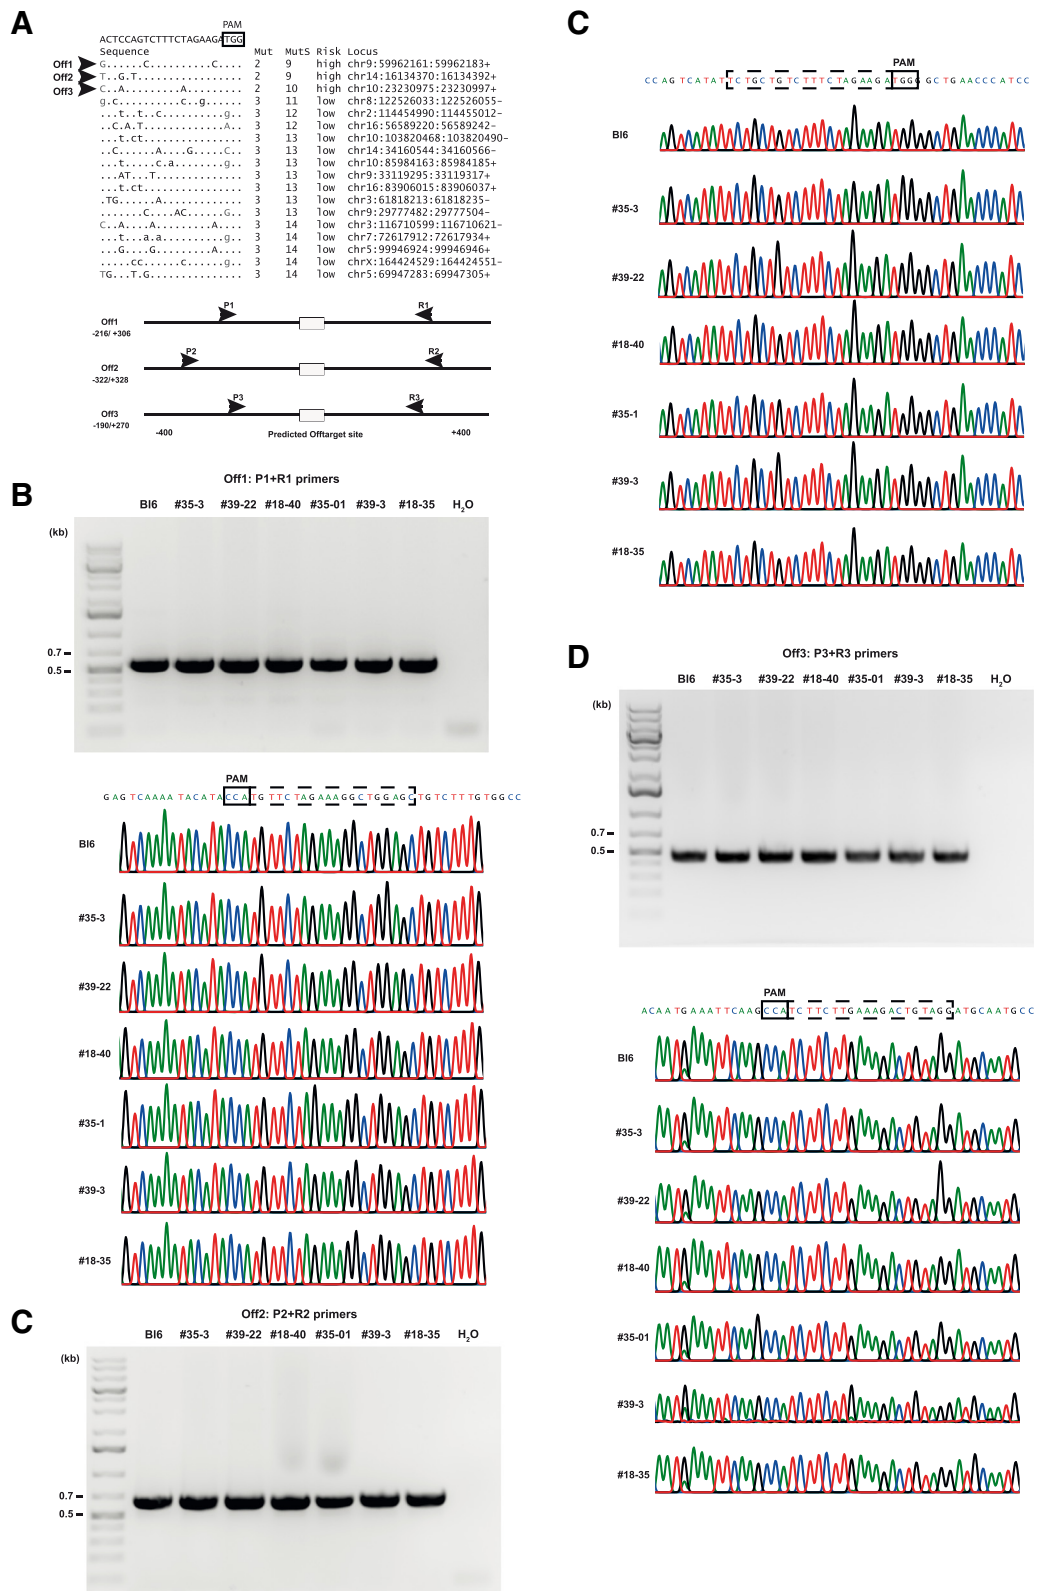 A
PAM
ACTCCAGTCTTTCTAGAAGATGG
Sequence Mut MutS Risk Locus
Off1 G......C..........C.... 2 9 high chr9:59962161:59962183+
Off2 T..G.T................. 2 9 high chr14:16134370:16134392+
Off3 C..A.........A......... 2 10 high chr10:23230975:23230997+
g.c..........c..g...... 3 11 low chr8:122526033:122526055-
...t..t...c.........g.. 3 12 low chr2:114454990:114455012-
..C.A.T.............A.. 3 12 low chr16:56589220:56589242-
...t.ct................ 3 13 low chr10:103820468:103820490-
...C.....A....G.....C.. 3 13 low chr14:34160544:34160566-
...t.....c.a........g.. 3 13 low chr10:85984163:85984185+
...AT...T.............. 3 13 low chr9:33119295:33119317+
...t.ct................ 3 13 low chr16:83906015:83906037+
.TG.....A.............. 3 13 low chr3:61818213:61818235-
.......C....AC......G.. 3 13 low chr9:29777482:29777504-
C..A.....A........A.... 3 14 low chr3:116710599:116710621-
...t...a.a..........g.. 3 14 low chr7:72617912:72617934+
...G....G.........A.... 3 14 low chr5:99946924:99946946+
.....cc......c......g.. 3 14 low chrX:164424529:164424551-
TG...T.G............... 3 14 low chr5:69947283:69947305+
P1 R1
Off1
-216/ +306
P2 R2
Off2
-322/+328
P3 R3
Off3
-190/+270
-400 Predicted Offtarget site +400
B
Off1: P1+R1 primers
Bl6 #35-3 #39-22 #18-40 #35-01 #39-3 #18-35 H2O
(kb)
0.7
0.5
PAM
GAGTCAAAATACATACCATGTTCTAGAAAGGCTGGAGCTGTCTTTGTGGCC
Bl6
#35-3
#39-22
#18-40
#35-1
#39-3
#18-35
C
Off2: P2+R2 primers
Bl6 #35-3 #39-22 #18-40 #35-01 #39-3 #18-35 H2O
(kb)
0.7
0.5
C
PAM
CCAGTCATATTCTGCTGTCTTTCTAGAAGATGGGCTGAACCCATCC
Bl6
#35-3
#39-22
#18-40
#35-1
#39-3
#18-35
D
Off3: P3+R3 primers
Bl6 #35-3 #39-22 #18-40 #35-01 #39-3 #18-35 H2O
(kb)
0.7
0.5
PAM
ACAATGAAATTCAAGCCATCTTCTTGAAAGACTGTAGGATGCAATGCC
Bl6
#35-3
#39-22
#18-40
#35-01
#39-3
#18-35